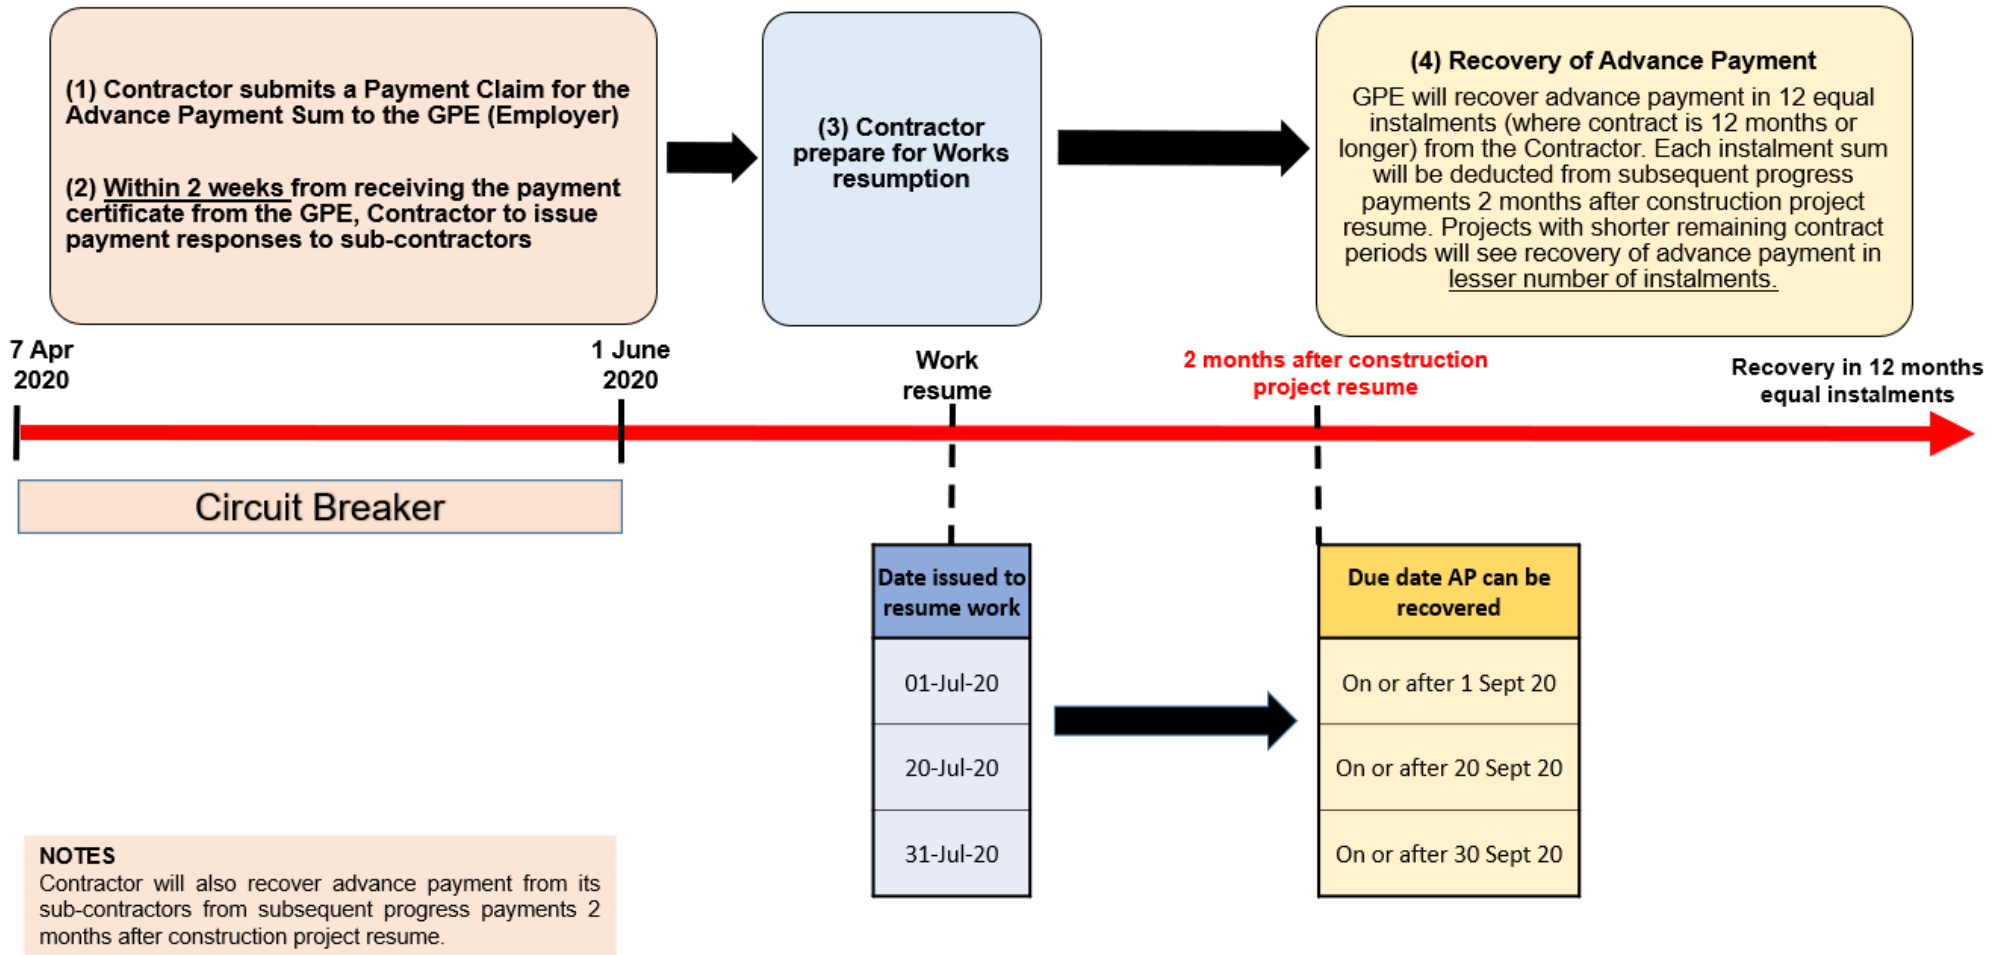 (1) Contractor submits a Payment Claim for the
Advance Payment Sum to the GPE (Employer)
(2) Within 2 weeks from receiving the payment
certificate from the GPE, Contractor to issue
payment responses to sub-contractors
(3) Contractor
prepare for Works
resumption
(4) Recovery of Advance Payment
GPE will recover advance payment in 12 equal
instalments (where contract is 12 months or
longer) from the Contractor. Each instalment sum
will be deducted from subsequent progress
payments 2 months after construction project
resume. Projects with shorter remaining contract
periods will see recovery of advance payment in
lesser number of instalments.
7 Apr
2020
1 June
2020
Work
resume
2 months after construction
project resume
Recovery in 12 months
equal instalments
Circuit Breaker
Date issued to
resume work
01-Jul-20
20-Jul-20
31-Jul-20
Due date AP can be
recovered
On or after 1 Sept 20
On or after 20 Sept 20
On or after 30 Sept 20
NOTES
Contractor will also recover advance payment from its
sub-contractors from subsequent progress payments 2
months after construction project resume.